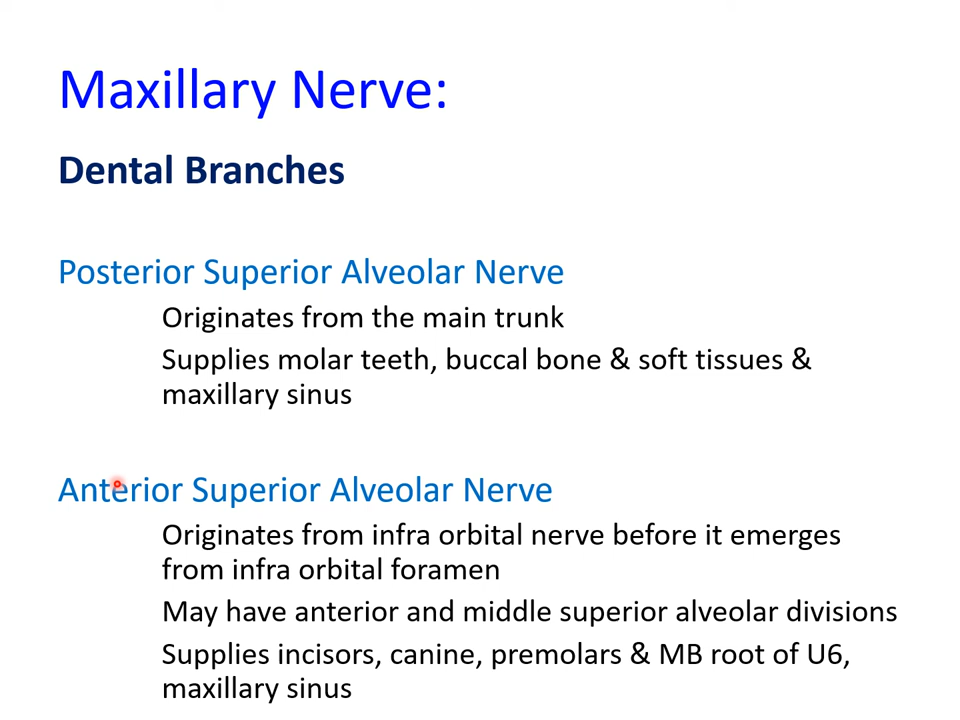 Maxillary Nerve:
Dental Branches
Posterior Superior Alveolar Nerve
Originates from the main trunk
Supplies molar teeth, buccal bone & soft tissues &
maxillary sinus
Anterior Superior Alveolar Nerve
Originates from infra orbital nerve before it emerges
from infra orbital foramen
May have anterior and middle superior alveolar divisions
Supplies incisors, canine, premolars & MB root of U6,
maxillary sinus